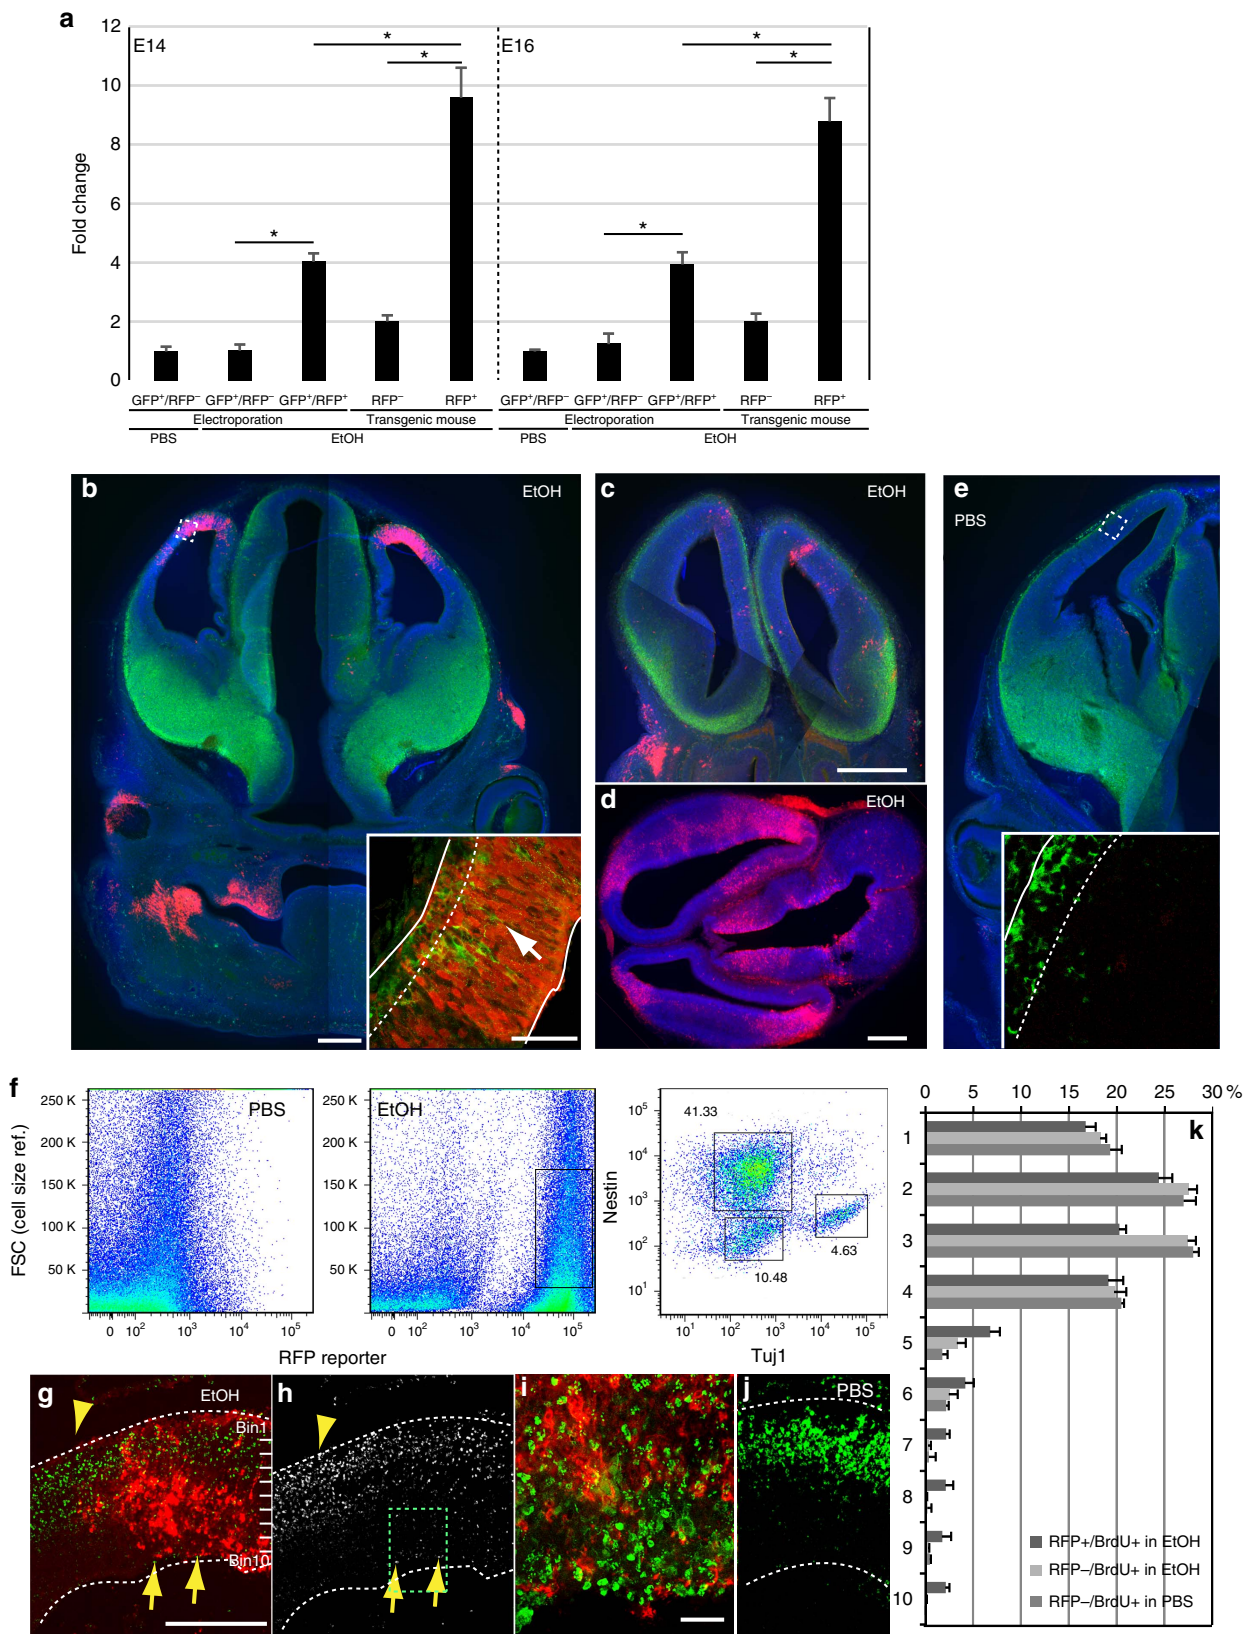 a
12
10
8
6
4
2
0
Fold change
E14
E16
*
*
*
*
*
*
GFP⁺/RFP⁻ GFP⁺/RFP⁻ GFP⁺/RFP⁺ RFP⁻ RFP⁺
GFP⁺/RFP⁻ GFP⁺/RFP⁻ GFP⁺/RFP⁺ RFP⁻ RFP⁺
Electroporation Transgenic mouse
Electroporation Transgenic mouse
PBS EtOH
PBS EtOH
b
EtOH
c
EtOH
d
EtOH
e
PBS
f
FSC (cell size ref.)
250 K
200 K
150 K
100 K
50 K
PBS
0 10² 10³ 10⁴ 10⁵
250 K
200 K
150 K
100 K
50 K
EtOH
0 10² 10³ 10⁴ 10⁵
RFP reporter
Nestin
10⁵
10⁴
10³
10²
10¹
41.33
4.63
10.48
10¹ 10² 10³ 10⁴ 10⁵
Tuj1
g
EtOH
Bin1
Bin10
h
i
j
PBS
0 5 10 15 20 25 30 %
k
1
2
3
4
5
6
7
8
9
10
RFP+/BrdU+ in EtOH
RFP–/BrdU+ in EtOH
RFP–/BrdU+ in PBS